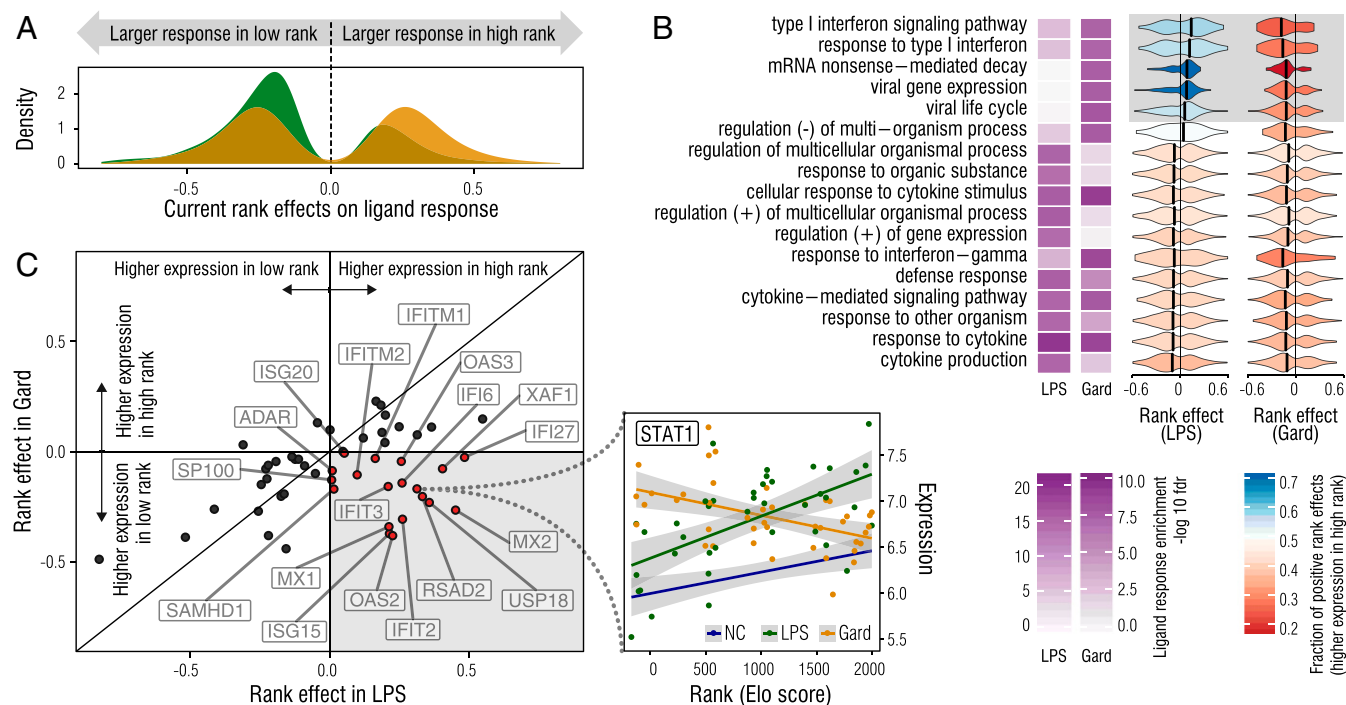 A
Larger response in low rank
Larger response in high rank
Density
2
1
0
-0.5
0.0
0.5
Current rank effects on ligand response
B
type I interferon signaling pathway
response to type I interferon
mRNA nonsense−mediated decay
viral gene expression
viral life cycle
regulation (-) of multi−organism process
regulation of multicellular organismal process
response to organic substance
cellular response to cytokine stimulus
regulation (+) of multicellular organismal process
regulation (+) of gene expression
response to interferon−gamma
defense response
cytokine−mediated signaling pathway
response to other organism
response to cytokine
cytokine production
LPS
Gard
-0.6
0
0.6
Rank effect
(LPS)
-0.6
0
0.6
Rank effect
(Gard)
20
15
10
5
0
LPS
10.0
7.5
5.0
2.5
0.0
Gard
Ligand response enrichment
-log 10 fdr
0.7
0.6
0.5
0.4
0.3
0.2
Fraction of positive rank effects
(higher expression in high rank)
C
Higher expression in low rank
Higher expression in high rank
Rank effect in Gard
0.5
0.0
-0.5
Higher expression
in high rank
Higher expression
in low rank
IFITM1
IFITM2
OAS3
ISG20
IFI6
XAF1
ADAR
IFI27
SP100
IFIT3
MX2
MX1
RSAD2
USP18
OAS2
SAMHD1
ISG15
IFIT2
-0.5
0.0
0.5
Rank effect in LPS
STAT1
7.5
7.0
6.5
6.0
5.5
Expression
NC
LPS
Gard
0
500
1000
1500
2000
Rank (Elo score)